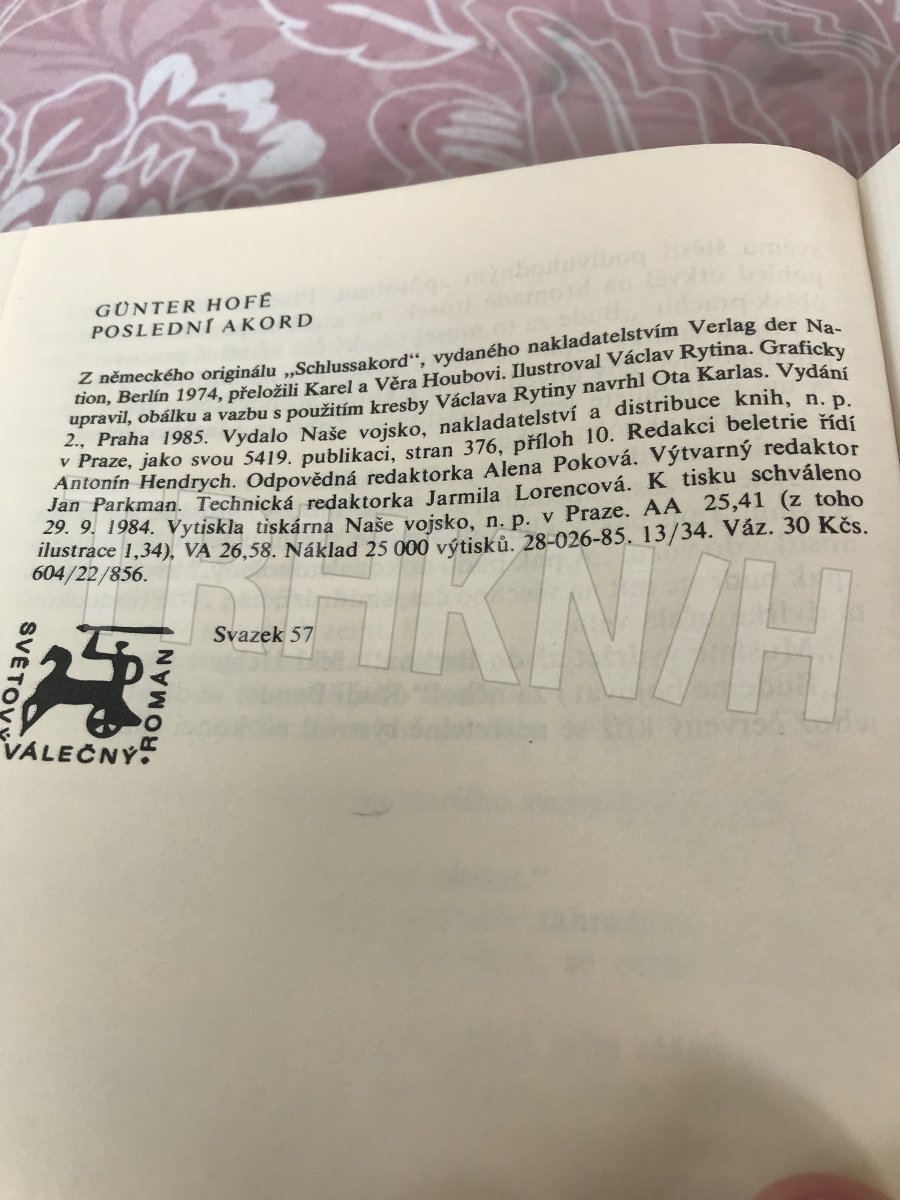 GÜNTER HOFÉ
POSLEDNÍ AKORD
Z německého originálu „Schlussakord“, vydaného nakladatelstvím Verlag der Na-
tion, Berlín 1974, přeložili Karel a Věra Houbovi. Ilustroval Václav Rytina. Graficky
upravil, obálku a vazbu s použitím kresby Václava Rytiny navrhl Ota Karlas. Vydání
2., Praha 1985. Vydalo Naše vojsko, nakladatelství a distribuce knih, n. p.
v Praze, jako svou 5419. publikaci, stran 376, příloh 10. Redakci beletrie řídí
Antonín Hendrych. Odpovědná redaktorka Alena Poková. Výtvarný redaktor
Jan Parkman. Technická redaktorka Jarmila Lorencová. K tisku schváleno
29. 9. 1984. Vytiskla tiskárna Naše vojsko, n. p. v Praze. AA 25,41 (z toho
ilustrace 1,34), VA 26,58. Náklad 25 000 výtisků. 28-026-85. 13/34. Váz. 30 Kčs.
604/22/856.
Svazek 57
SVĚTOVÝ
VÁLEČNÝ
ROMÁN
TRHKNIH